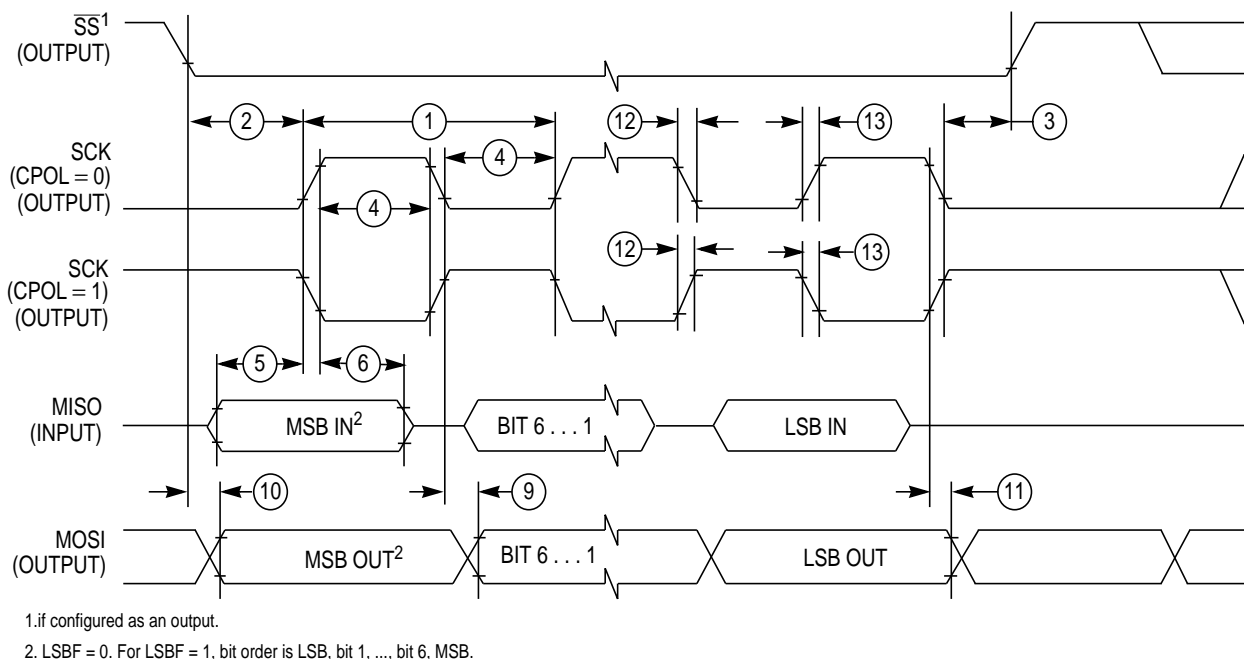 SS¹
(OUTPUT)
2
1
12
13
3
SCK
(CPOL = 0)
(OUTPUT)
4
4
12
13
SCK
(CPOL = 1)
(OUTPUT)
5
6
MISO
(INPUT)
MSB IN²
BIT 6 . . . 1
LSB IN
10
9
11
MOSI
(OUTPUT)
MSB OUT²
BIT 6 . . . 1
LSB OUT
1.if configured as an output.
2. LSBF = 0. For LSBF = 1, bit order is LSB, bit 1, ..., bit 6, MSB.